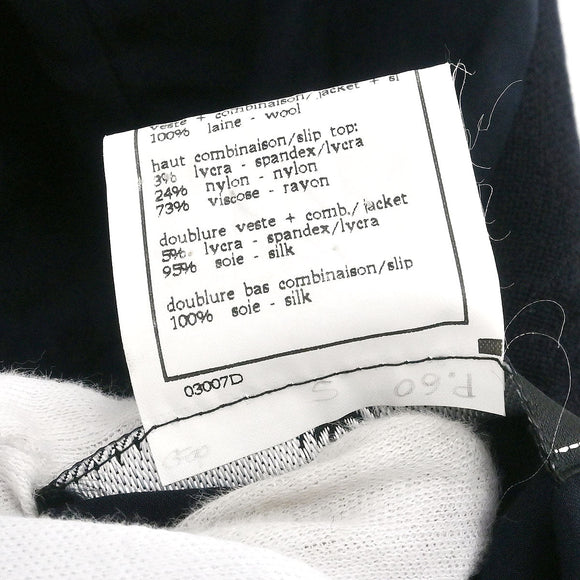 veste + combinaison/ jacket + sl
100% laine - wool
haut combinaison/slip top:
3% lycra - spandex/lycra
24% nylon - nylon
73% viscose - rayon
doublure veste + comb./ jacket
5% lycra - spandex/lycra
95% soie - silk
doublure bas combinaison/slip
100% soie - silk
03007D
P.60